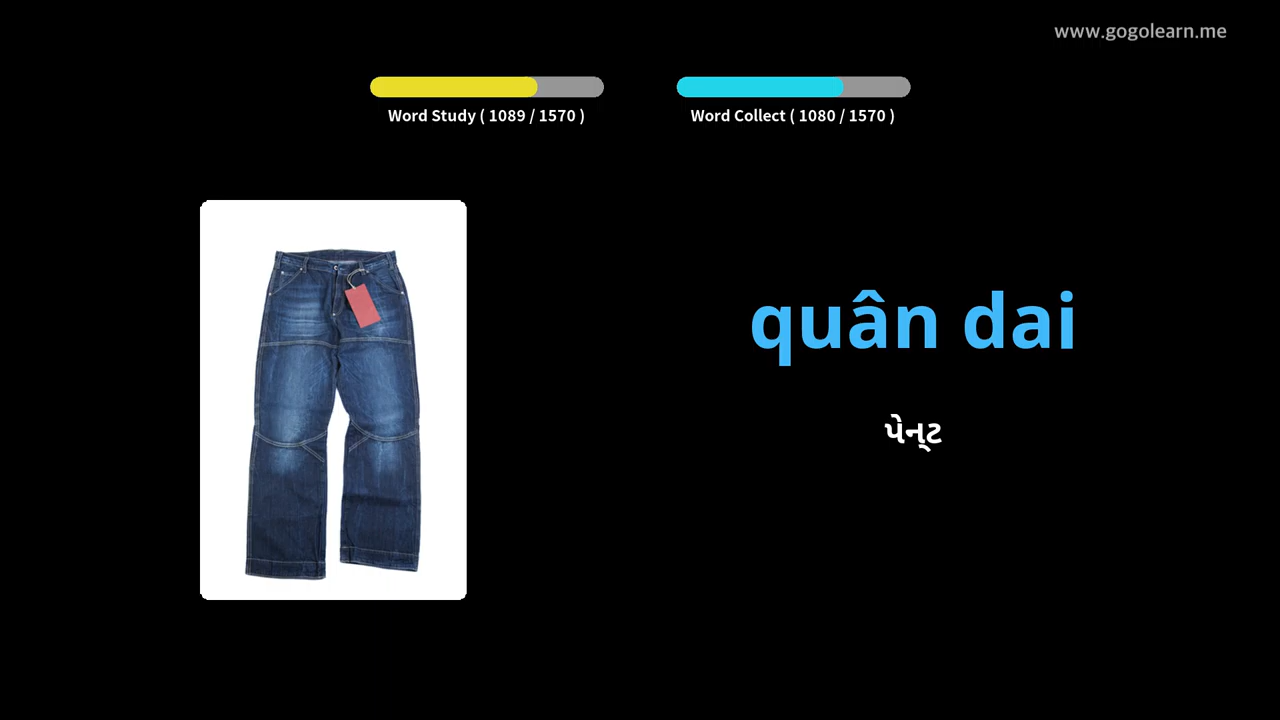 www.gogolearn.me
Word Study ( 1089 / 1570 )
Word Collect ( 1080 / 1570 )
quân dai
પેન્ટ